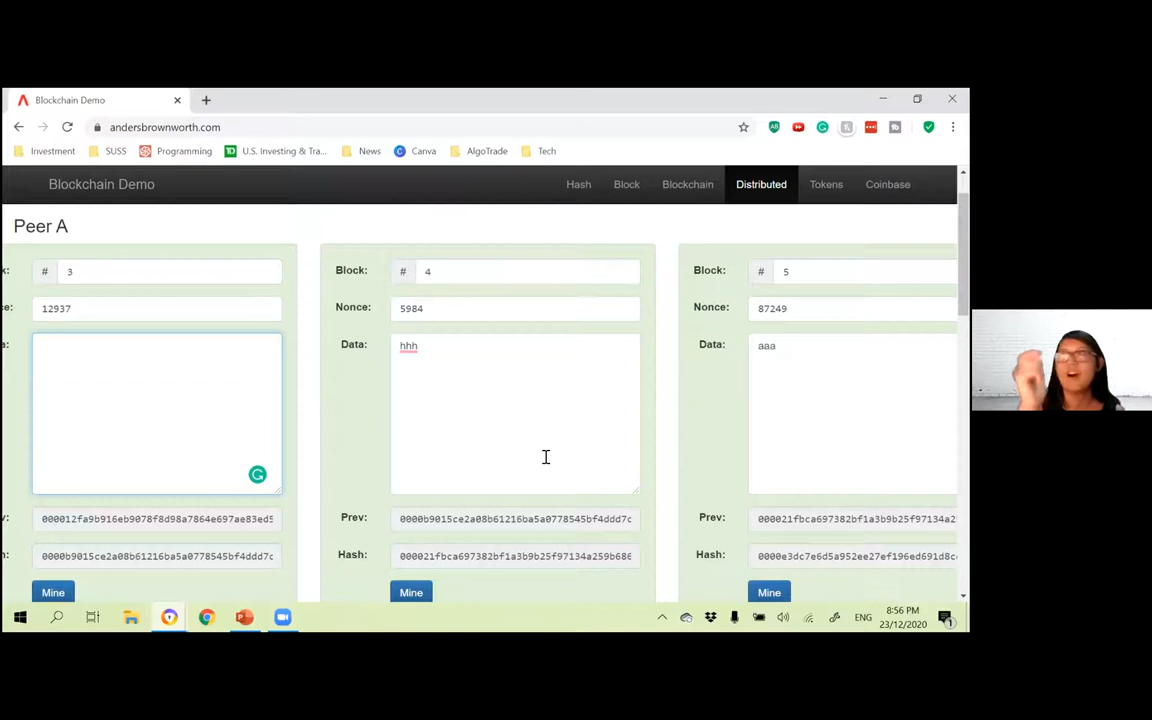 Blockchain Demo
andersbrownworth.com
Investment SUSS Programming U.S. Investing & Tra... News Canva AlgoTrade Tech
Blockchain Demo Hash Block Blockchain Distributed Tokens Coinbase
Peer A
k: # 3 Block: # 4 Block: # 5
ce: 12937 Nonce: 5984 Nonce: 87249
a: Data: hhh Data: aaa
v: 000012fa9b916eb9078f8d98a7864e697ae83ed5 Prev: 0000b9015ce2a08b61216ba5a0778545bf4ddd7c Prev: 000021fbca697382bf1a3b9b25f97134a2
h: 0000b9015ce2a08b61216ba5a0778545bf4ddd7c Hash: 000021fbca697382bf1a3b9b25f97134a259b686 Hash: 0000e3dc7e6d5a952ee27ef196ed691d8c
Mine Mine Mine
ENG 8:56 PM
23/12/2020